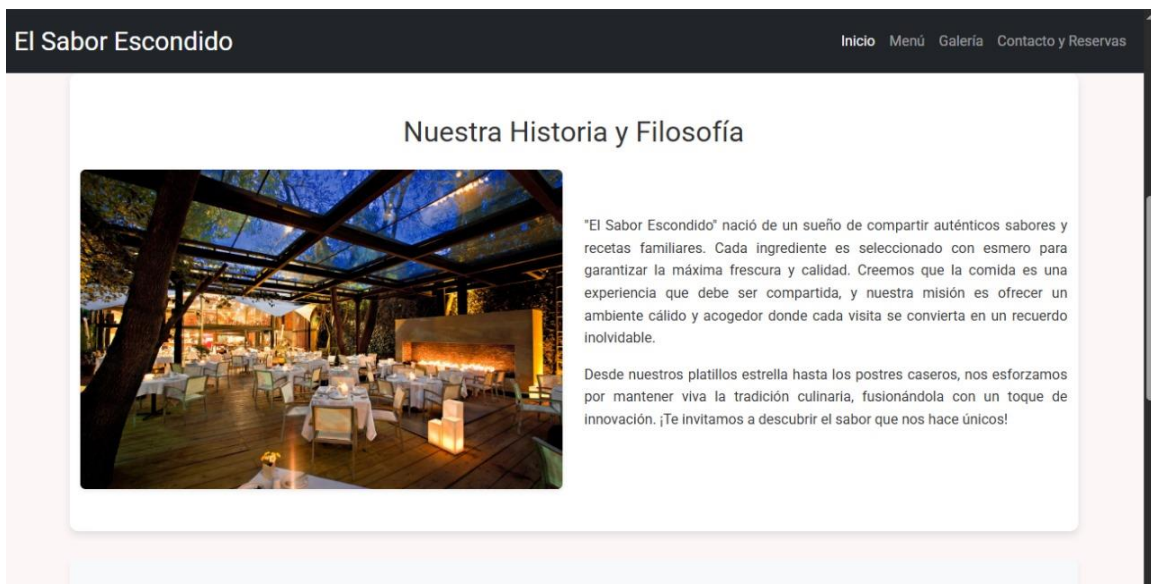 El Sabor Escondido
Inicio Menú Galería Contacto y Reservas
Nuestra Historia y Filosofía
"El Sabor Escondido" nació de un sueño de compartir auténticos sabores y
recetas familiares. Cada ingrediente es seleccionado con esmero para
garantizar la máxima frescura y calidad. Creemos que la comida es una
experiencia que debe ser compartida, y nuestra misión es ofrecer un
ambiente cálido y acogedor donde cada visita se convierta en un recuerdo
inolvidable.
Desde nuestros platillos estrella hasta los postres caseros, nos esforzamos
por mantener viva la tradición culinaria, fusionándola con un toque de
innovación. ¡Te invitamos a descubrir el sabor que nos hace únicos!